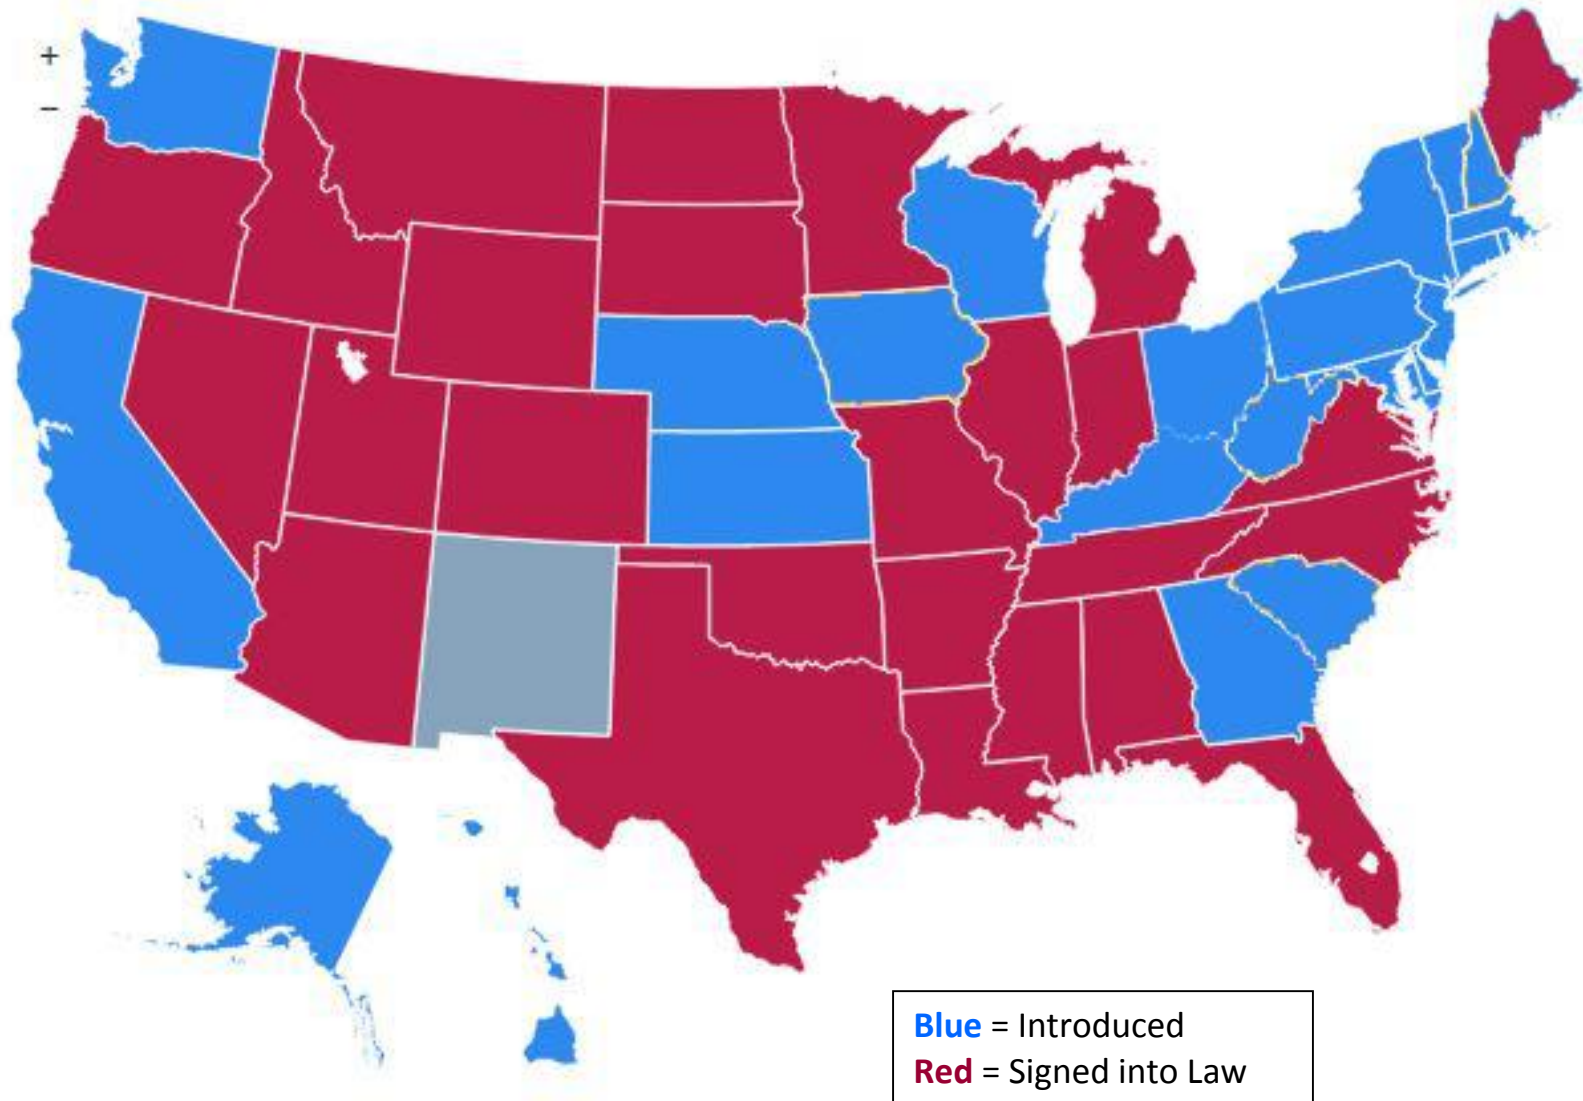 +
−
Blue = Introduced
Red = Signed into Law